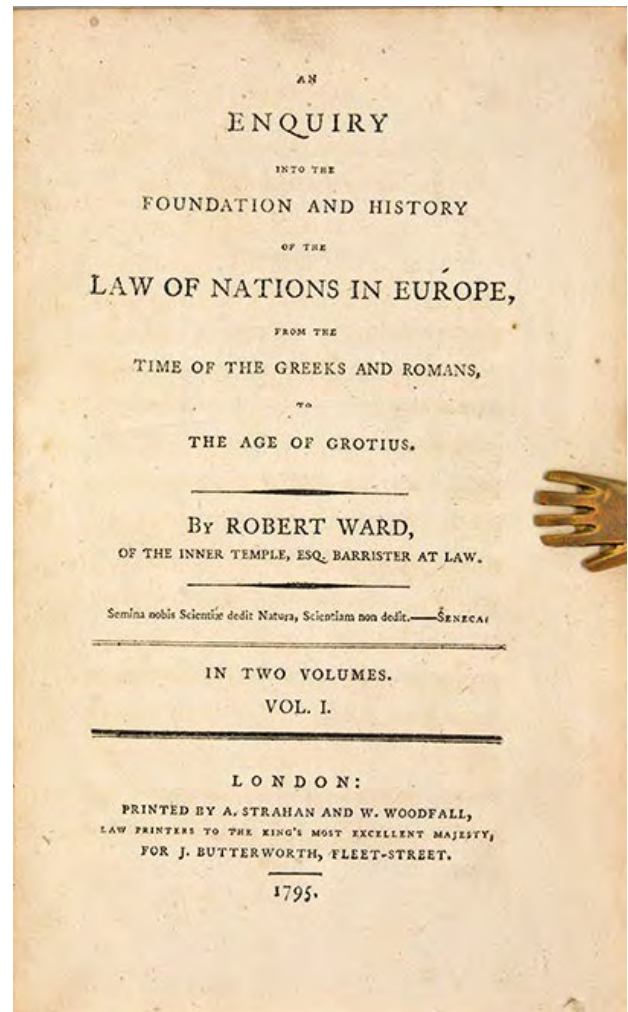 AN
ENQUIRY
INTO THE
FOUNDATION AND HISTORY
OF THE
LAW OF NATIONS IN EUROPE,
FROM THE
TIME OF THE GREEKS AND ROMANS,
TO
THE AGE OF GROTIUS.
By ROBERT WARD,
OF THE INNER TEMPLE, ESQ. BARRISTER AT LAW.
Semina nobis Scientiæ dedit Natura, Scientiam non dedit.——SENECA.
IN TWO VOLUMES.
VOL. I.
LONDON:
PRINTED BY A. STRAHAN AND W. WOODFALL,
LAW PRINTERS TO THE KING'S MOST EXCELLENT MAJESTY,
FOR J. BUTTERWORTH, FLEET-STREET.
1795.